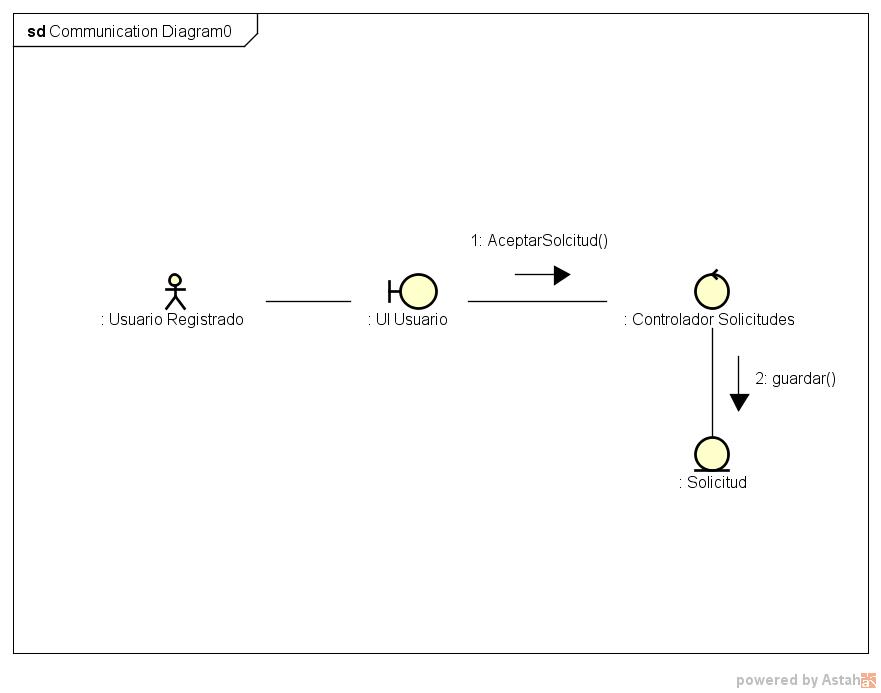 sd Communication Diagram0
1: AceptarSolcitud()
: Usuario Registrado
: UI Usuario
: Controlador Solicitudes
2: guardar()
: Solicitud
powered by Astah